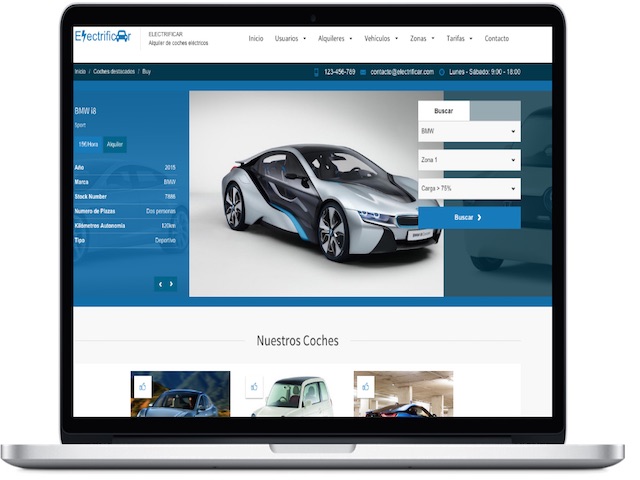 Electrificar
ELECTRIFICAR
Alquiler de coches eléctricos
Inicio Usuarios Alquileres Vehículos Zonas Tarifas Contacto
Inicio / Coches destacados / Buy
123-456-789 contacto@electrificar.com Lunes - Sábado: 9:00 - 18:00
BMW i8
Sport
Alquilar
Año 2015
Marca BMW
Stock Number 7886
Numero de Plazas Dos personas
Kilómetros Autonomía 120km
Tipo Deportivo
Buscar
BMW
Zona 1
Carga > 75%
Buscar
Nuestros Coches